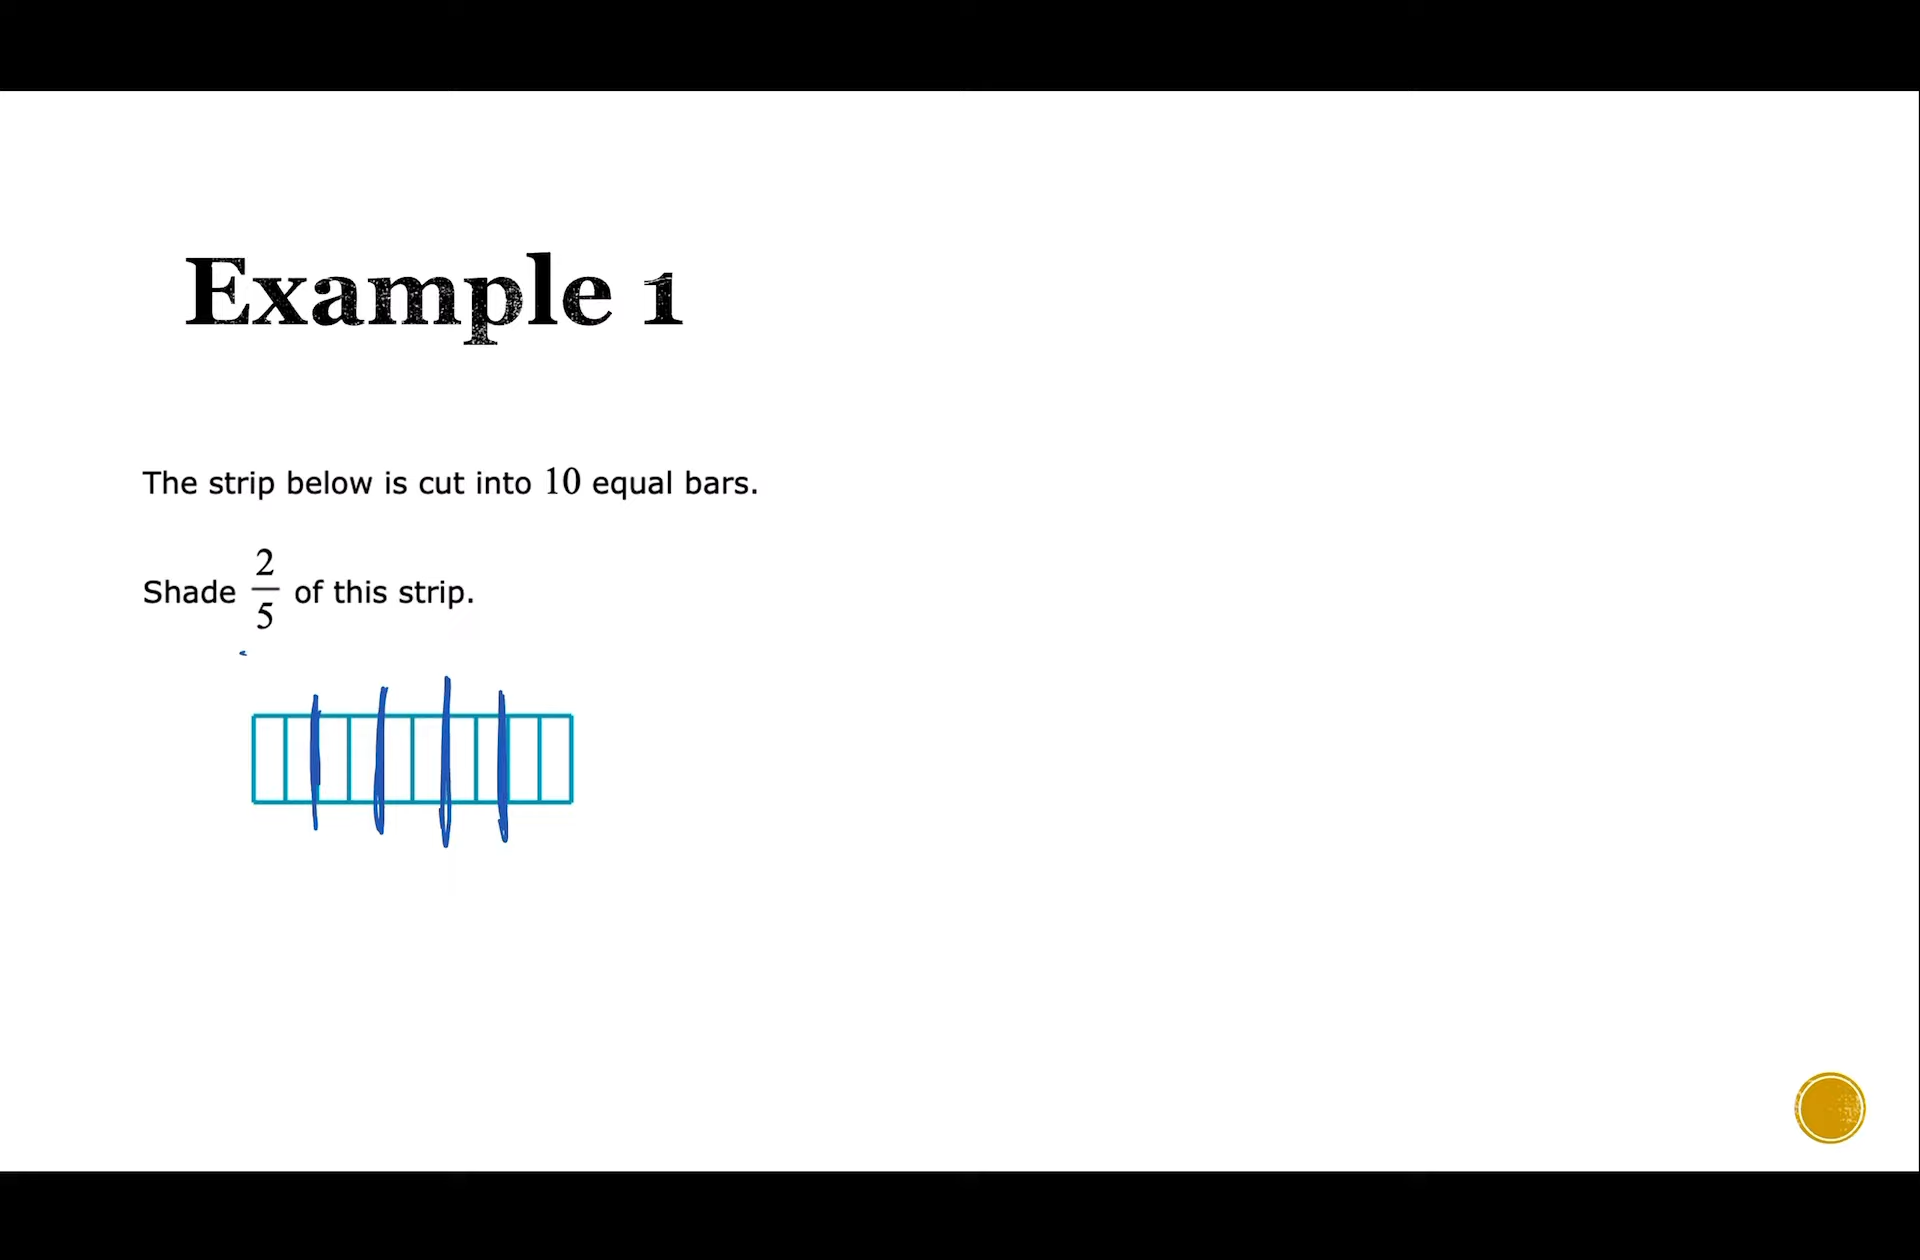 Example 1
The strip below is cut into 10 equal bars.
Shade 2/5 of this strip.